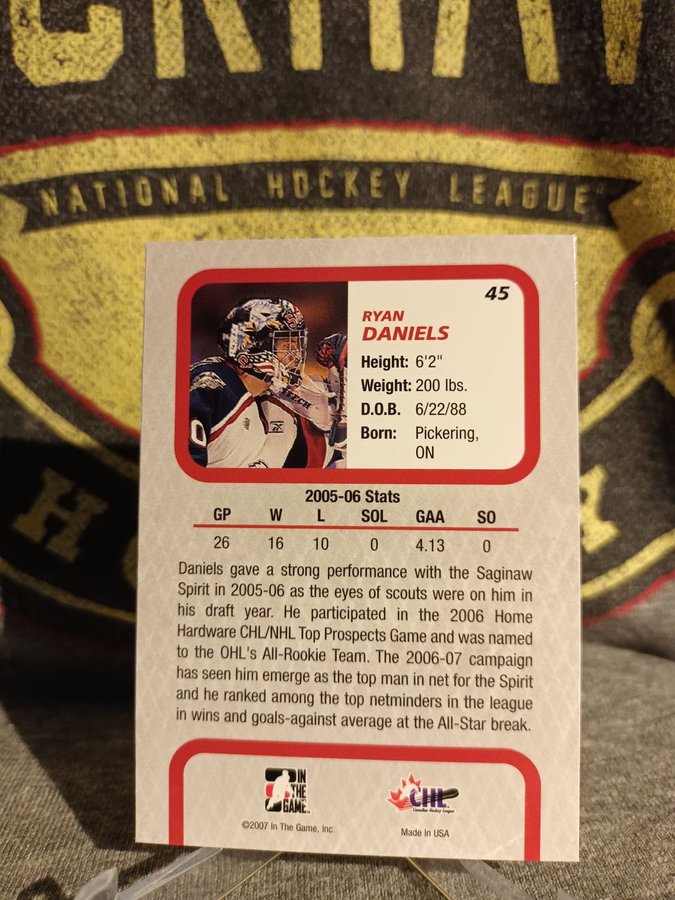 CKHAW
NATIONAL HOCKEY LEAGUE
45
RYAN
DANIELS
Height: 6'2"
Weight: 200 lbs.
D.O.B. 6/22/88
Born: Pickering,
ON
2005-06 Stats
GP W L SOL GAA SO
26 16 10 0 4.13 0
Daniels gave a strong performance with the Saginaw
Spirit in 2005-06 as the eyes of scouts were on him in
his draft year. He participated in the 2006 Home
Hardware CHL/NHL Top Prospects Game and was named
to the OHL's All-Rookie Team. The 2006-07 campaign
has seen him emerge as the top man in net for the Spirit
and he ranked among the top netminders in the league
in wins and goals-against average at the All-Star break.
IN
THE
GAME
CHL
Canadian Hockey League
©2007 In The Game, Inc.
Made In USA